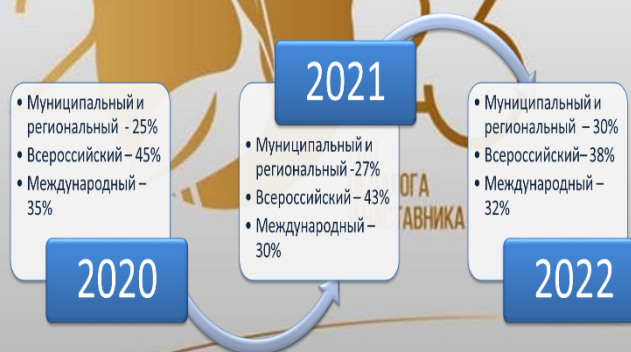 • Муниципальный и
региональный - 25%
• Всероссийский – 45%
• Международный –
35%
2020
2021
• Муниципальный и
региональный -27%
• Всероссийский – 43%
• Международный –
30%
• Муниципальный и
региональный – 30%
• Всероссийский– 38%
• Международный –
32%
2022